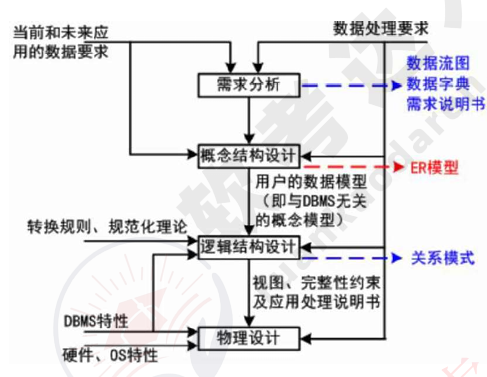 当前和未来应
用的数据要求
数据处理要求
需求分析
数据流图
数据字典
需求说明书
概念结构设计
ER模型
用户的数据模型
（即与DBMS无关
的概念模型）
转换规则、规范化理论
逻辑结构设计
关系模式
视图、完整性约束
及应用处理说明书
DBMS特性
物理设计
硬件、OS特性